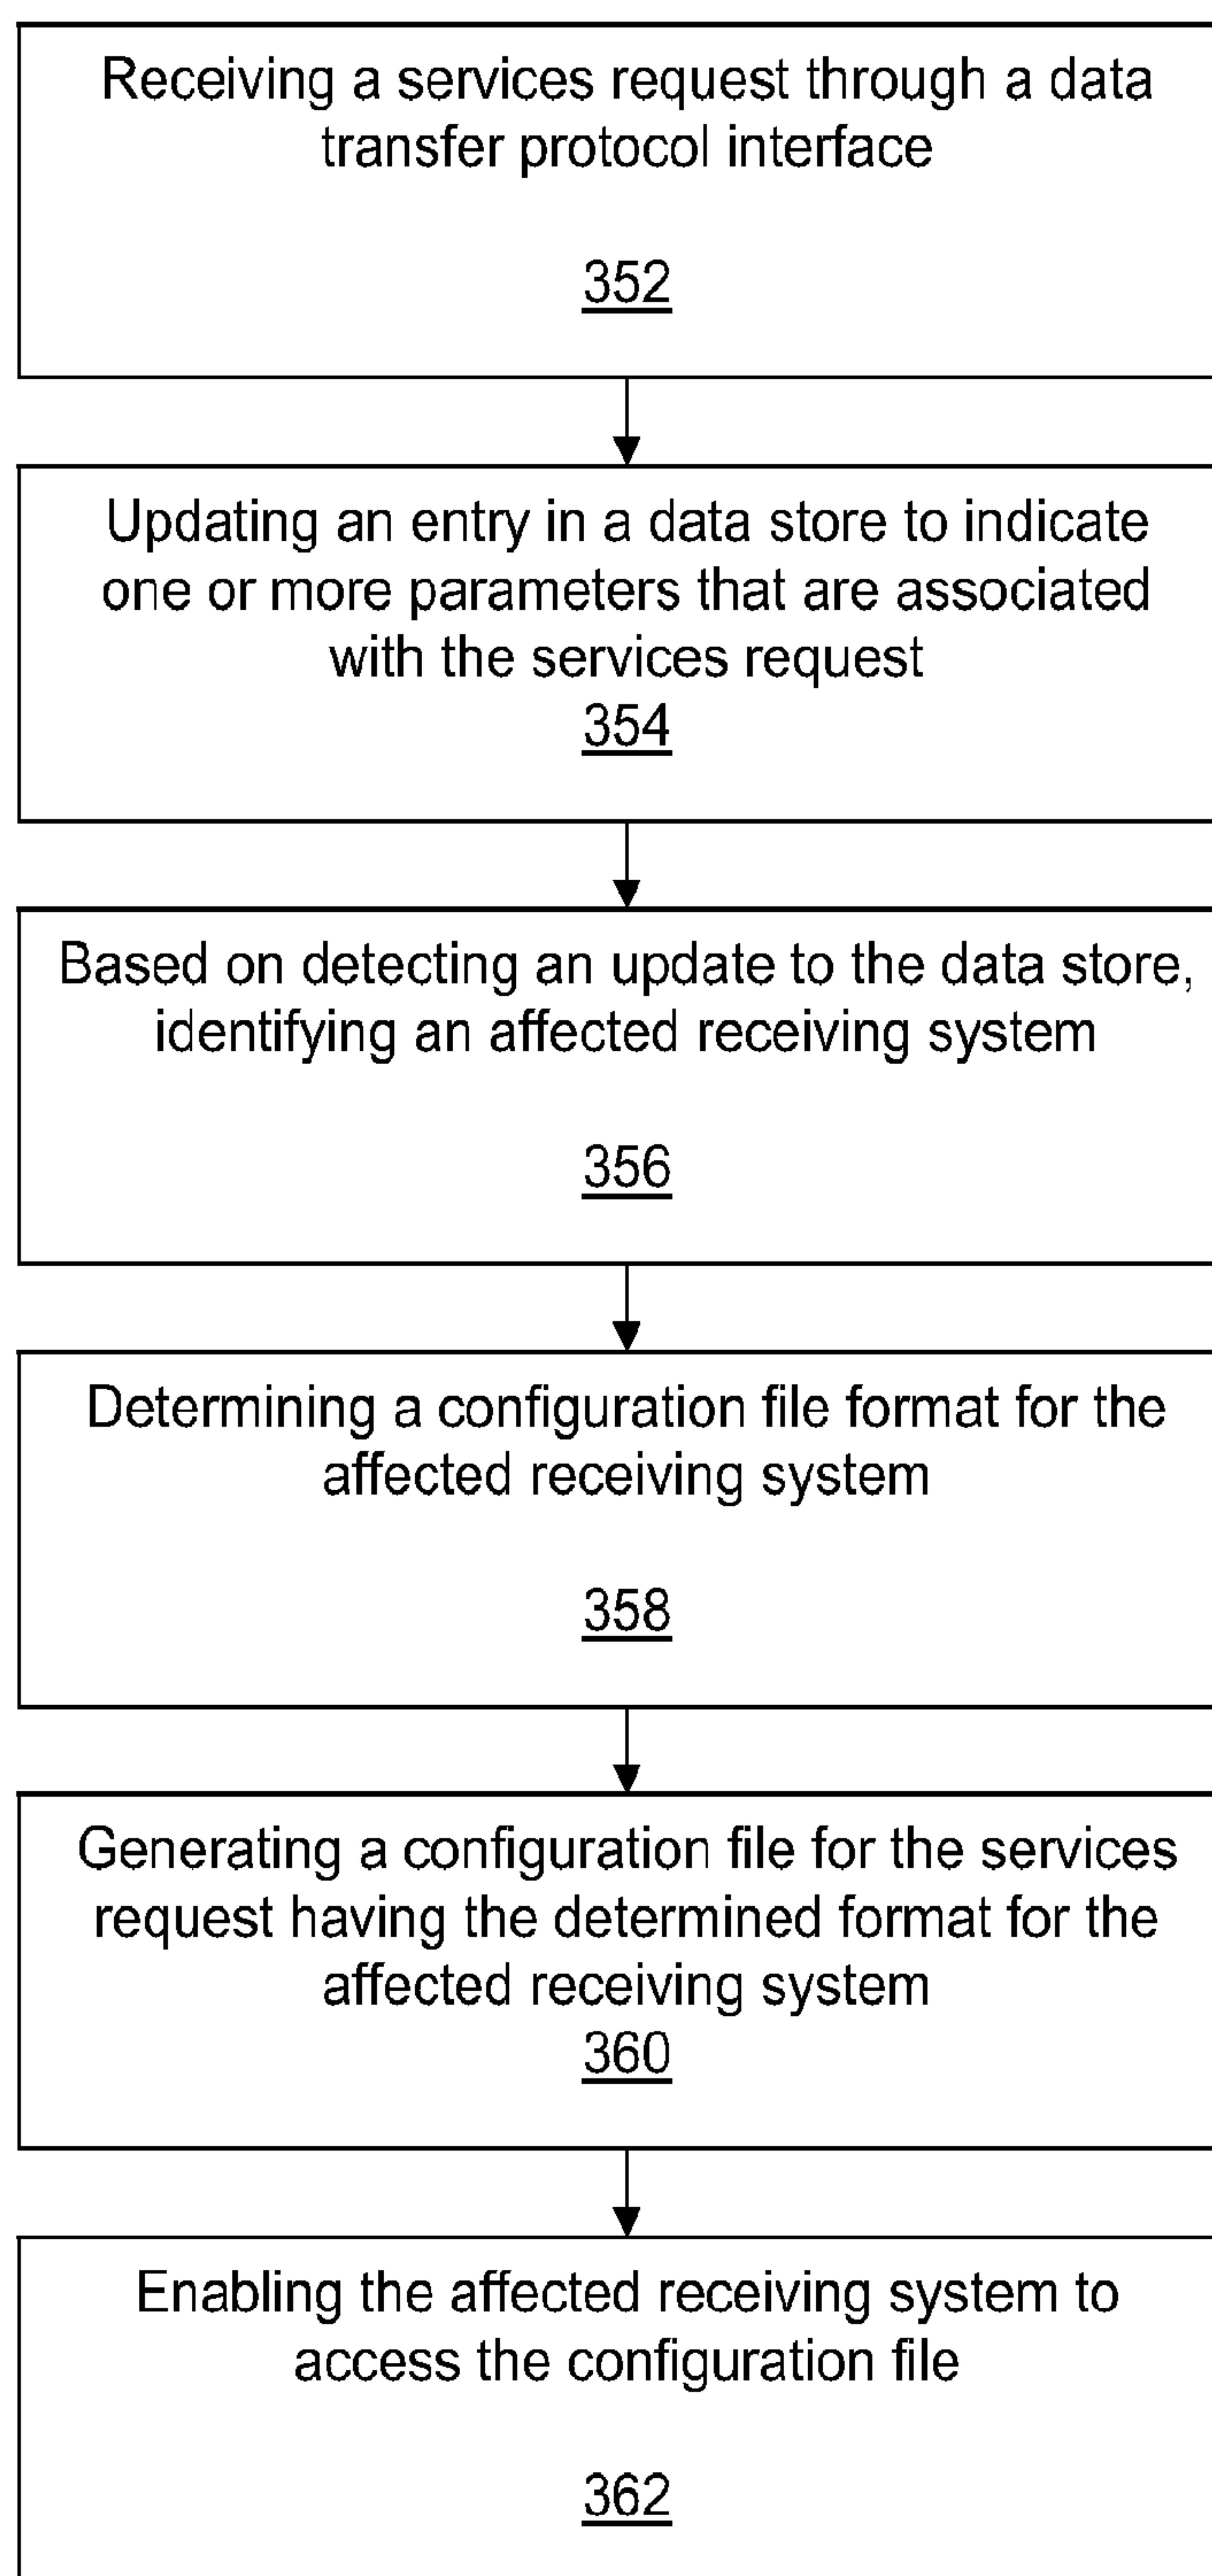 Receiving a services request through a data
transfer protocol interface
352
Updating an entry in a data store to indicate
one or more parameters that are associated
with the services request
354
Based on detecting an update to the data store,
identifying an affected receiving system
356
Determining a configuration file format for the
affected receiving system
358
Generating a configuration file for the services
request having the determined format for the
affected receiving system
360
Enabling the affected receiving system to
access the configuration file
362